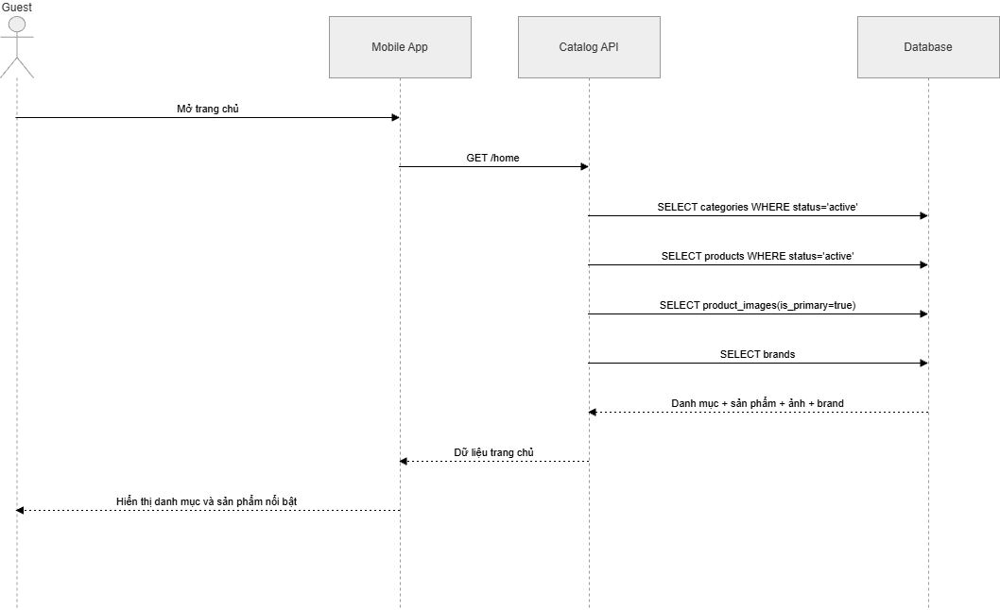 Guest
Mobile App
Catalog API
Database
Mở trang chủ
GET /home
SELECT categories WHERE status='active'
SELECT products WHERE status='active'
SELECT product_images(is_primary=true)
SELECT brands
Danh mục + sản phẩm + ảnh + brand
Dữ liệu trang chủ
Hiển thị danh mục và sản phẩm nổi bật